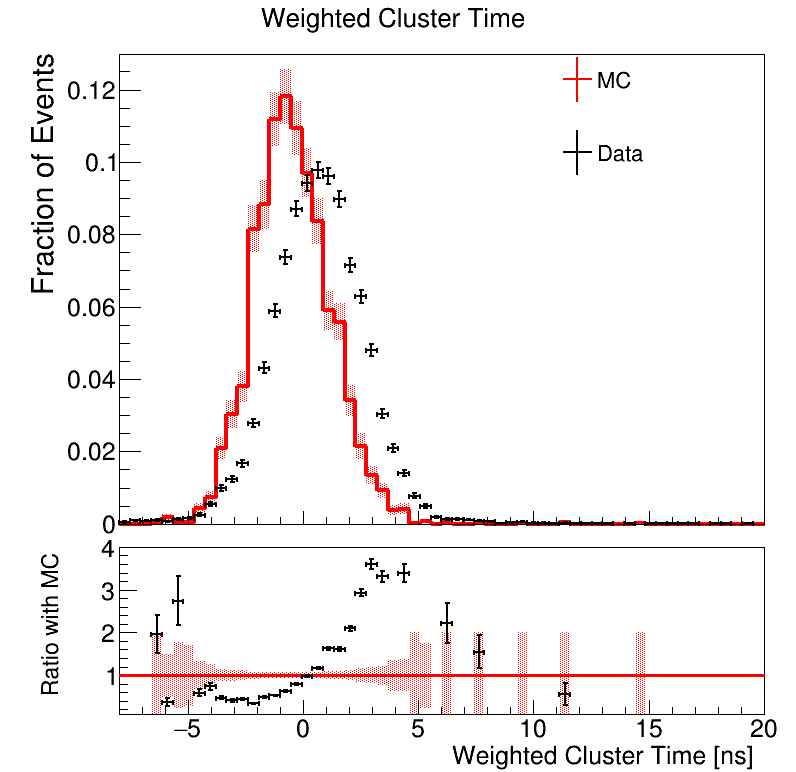 Weighted Cluster Time
Fraction of Events
0.12
0.1
0.08
0.06
0.04
0.02
0
MC
Data
Ratio with MC
4
3
2
1
−5 0 5 10 15 20
Weighted Cluster Time [ns]